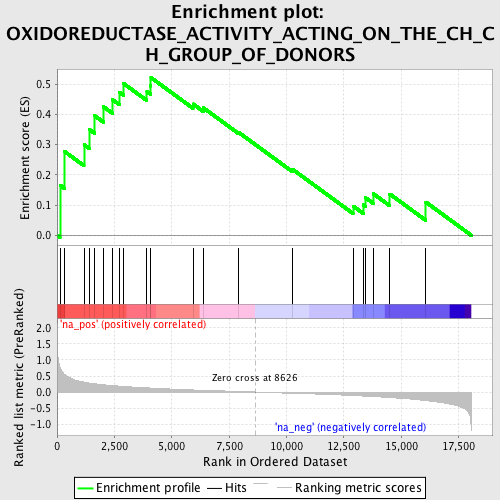 Enrichment plot:
OXIDOREDUCTASE_ACTIVITY_ACTING_ON_THE_CH_C
H_GROUP_OF_DONORS
Enrichment score (ES)
0.5
0.4
0.3
0.2
0.1
0.0
'na_pos' (positively correlated)
Ranked list metric (PreRanked)
2.0
1.5
1.0
0.5
0.0
-0.5
-1.0
Zero cross at 8626
'na_neg' (negatively correlated)
0 2,500 5,000 7,500 10,000 12,500 15,000 17,500
Rank in Ordered Dataset
Enrichment profile Hits Ranking metric scores